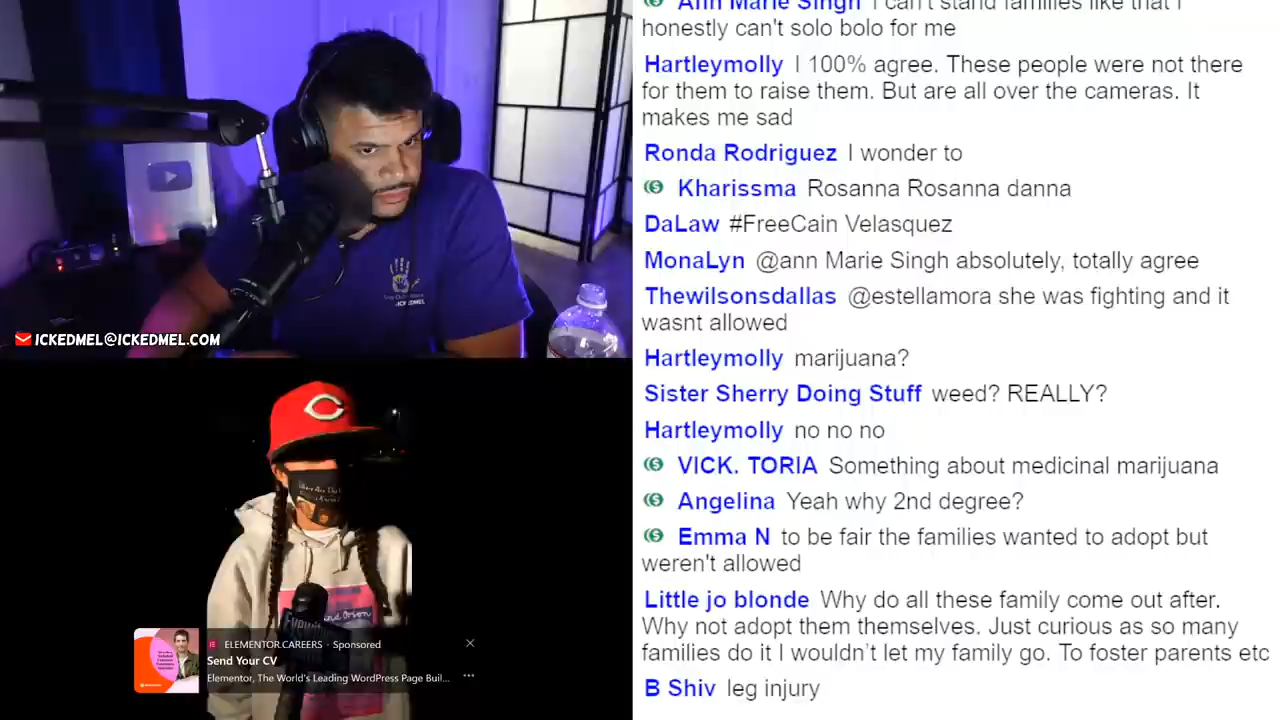 Ann Marie Singh I can't stand families like that I
honestly can't solo bolo for me
Hartleymolly I 100% agree. These people were not there
for them to raise them. But are all over the cameras. It
makes me sad
Ronda Rodriguez I wonder to
Kharissma Rosanna Rosanna danna
DaLaw #FreeCain Velasquez
MonaLyn @ann Marie Singh absolutely, totally agree
Thewilsonsdallas @estellamora she was fighting and it
wasnt allowed
Hartleymolly marijuana?
Sister Sherry Doing Stuff weed? REALLY?
Hartleymolly no no no
VICK. TORIA Something about medicinal marijuana
Angelina Yeah why 2nd degree?
Emma N to be fair the families wanted to adopt but
weren't allowed
Little jo blonde Why do all these family come out after.
Why not adopt them themselves. Just curious as so many
families do it I wouldn't let my family go. To foster parents etc
B Shiv leg injury
ICKEDMEL
ICKEDMEL@ICKEDMEL.COM
C
Where Are The
nd Orson
ELEMENTOR.CAREERS · Sponsored
Send Your CV
Elementor, The World's Leading WordPress Page Buil...